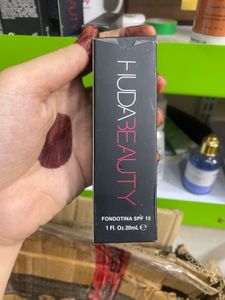 HUDABEAUTY
FONDOTINA SPF 15
1 Fl. Oz.30mL ℮